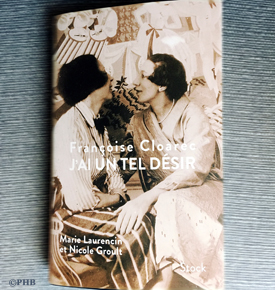 Françoise Cloarec
J'AI UN TEL DÉSIR
Marie Laurencin
et Nicole Groult
Stock
©PHB